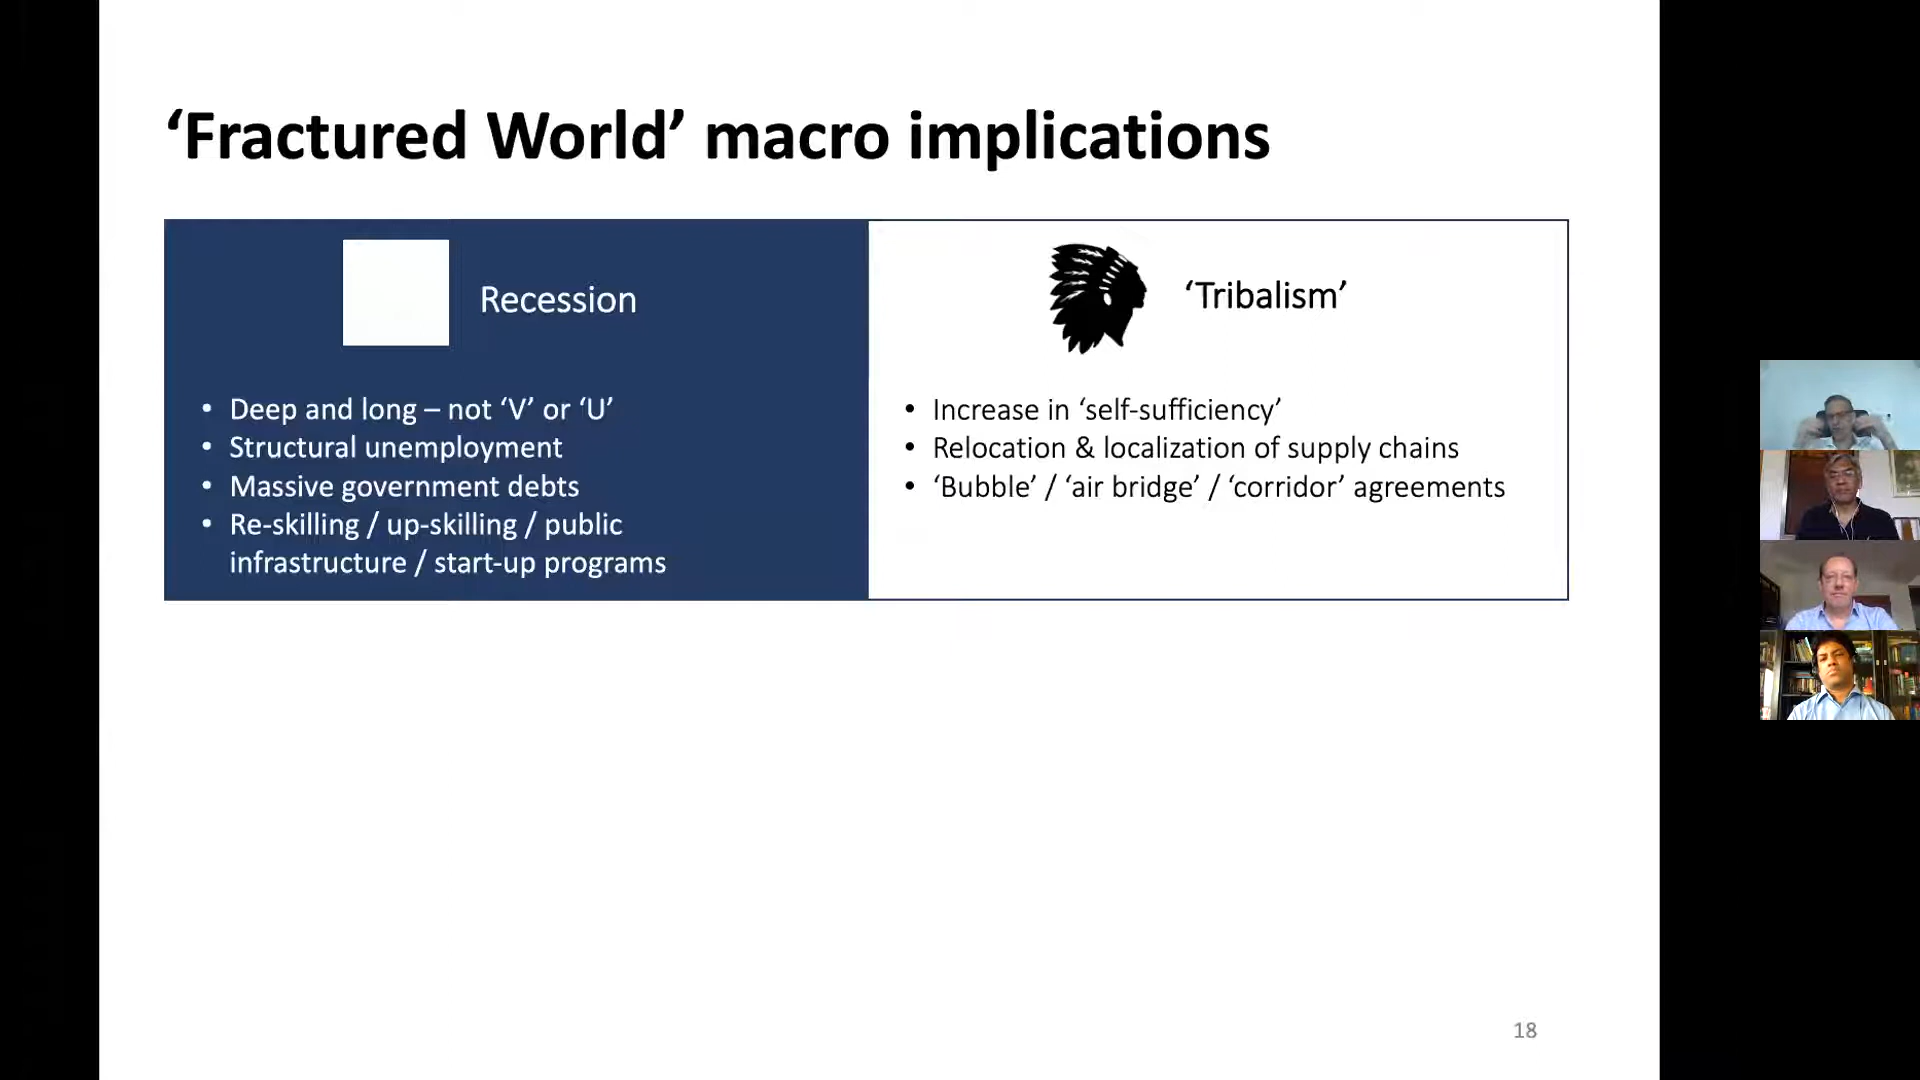 ‘Fractured World’ macro implications
Recession
• Deep and long – not ‘V’ or ‘U’
• Structural unemployment
• Massive government debts
• Re-skilling / up-skilling / public
infrastructure / start-up programs
‘Tribalism’
• Increase in ‘self-sufficiency’
• Relocation & localization of supply chains
• ‘Bubble’ / ‘air bridge’ / ‘corridor’ agreements
18